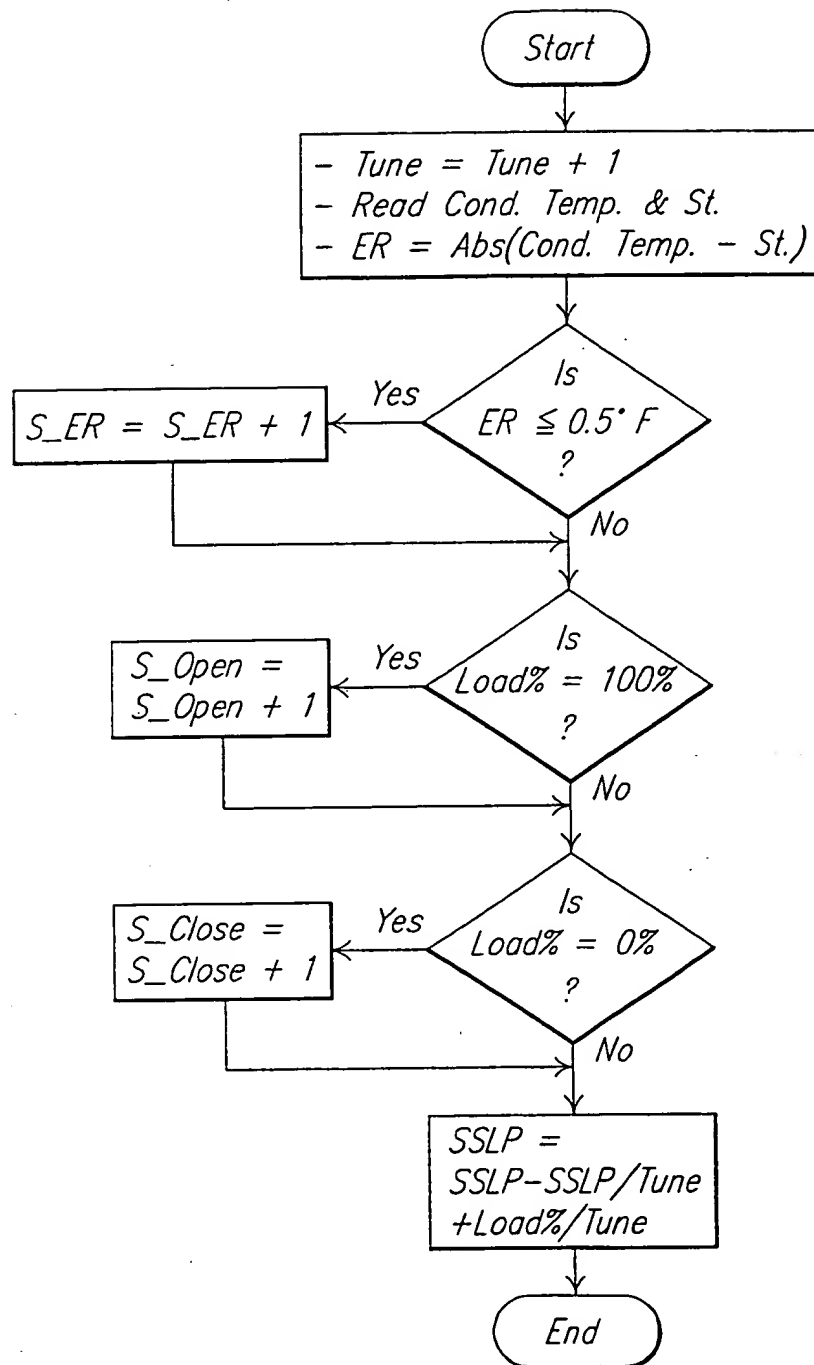 Start
- Tune = Tune + 1
- Read Cond. Temp. & St.
- ER = Abs(Cond. Temp. - St.)
Is
ER ≦ 0.5° F
?
Yes
S_ER = S_ER + 1
No
Is
Load% = 100%
?
Yes
S_Open =
S_Open + 1
No
Is
Load% = 0%
?
Yes
S_Close =
S_Close + 1
No
SSLP =
SSLP-SSLP/Tune
+Load%/Tune
End